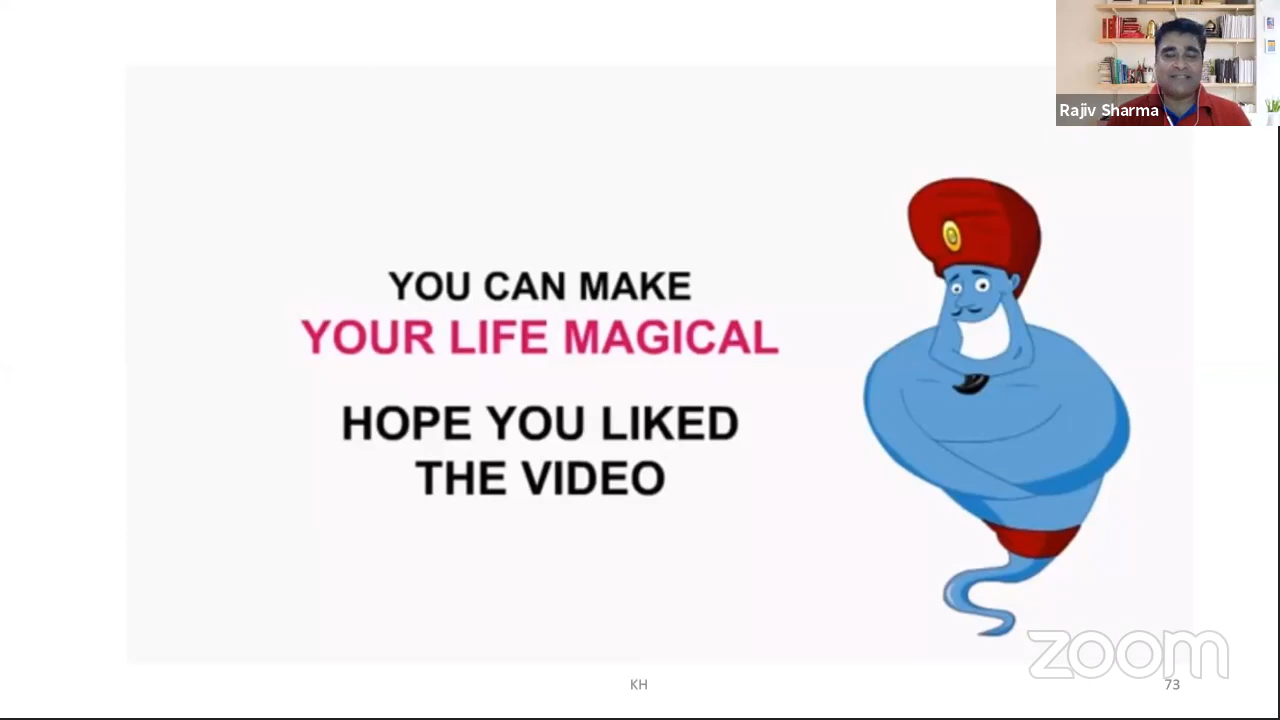 Rajiv Sharma
YOU CAN MAKE
YOUR LIFE MAGICAL
HOPE YOU LIKED
THE VIDEO
zoom
KH
73